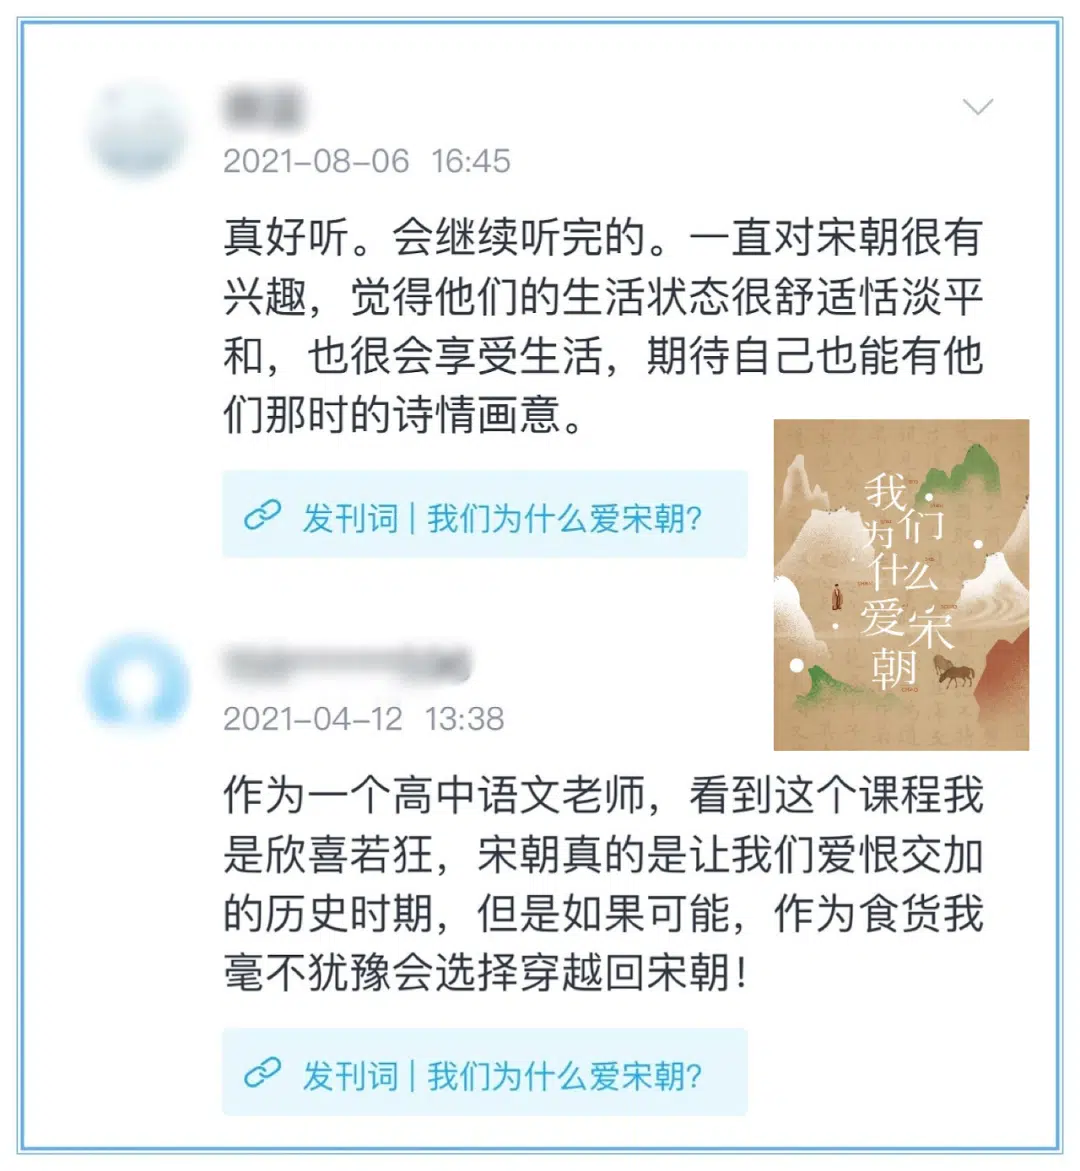 2021-08-06 16:45
真好听。会继续听完的。一直对宋朝很有
兴趣，觉得他们的生活状态很舒适恬淡平
和，也很会享受生活，期待自己也能有他
们那时的诗情画意。
发刊词 | 我们为什么爱宋朝？
我们
为
什么
爱宋
朝
2021-04-12 13:38
作为一个高中语文老师，看到这个课程我
是欣喜若狂，宋朝真的是让我们爱恨交加
的历史时期，但是如果可能，作为食货我
毫不犹豫会选择穿越回宋朝！
发刊词 | 我们为什么爱宋朝？